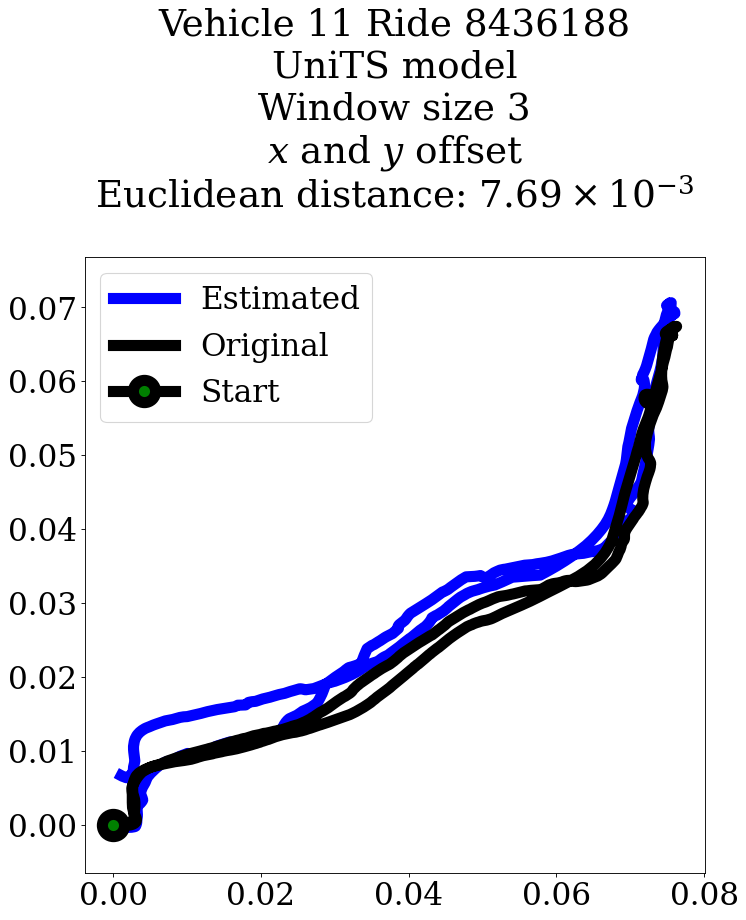 Vehicle 11 Ride 8436188
UniTS model
Window size 3
x and y offset
Euclidean distance: 7.69 × 10⁻³
Estimated
Original
Start
0.07
0.06
0.05
0.04
0.03
0.02
0.01
0.00
0.00 0.02 0.04 0.06 0.08